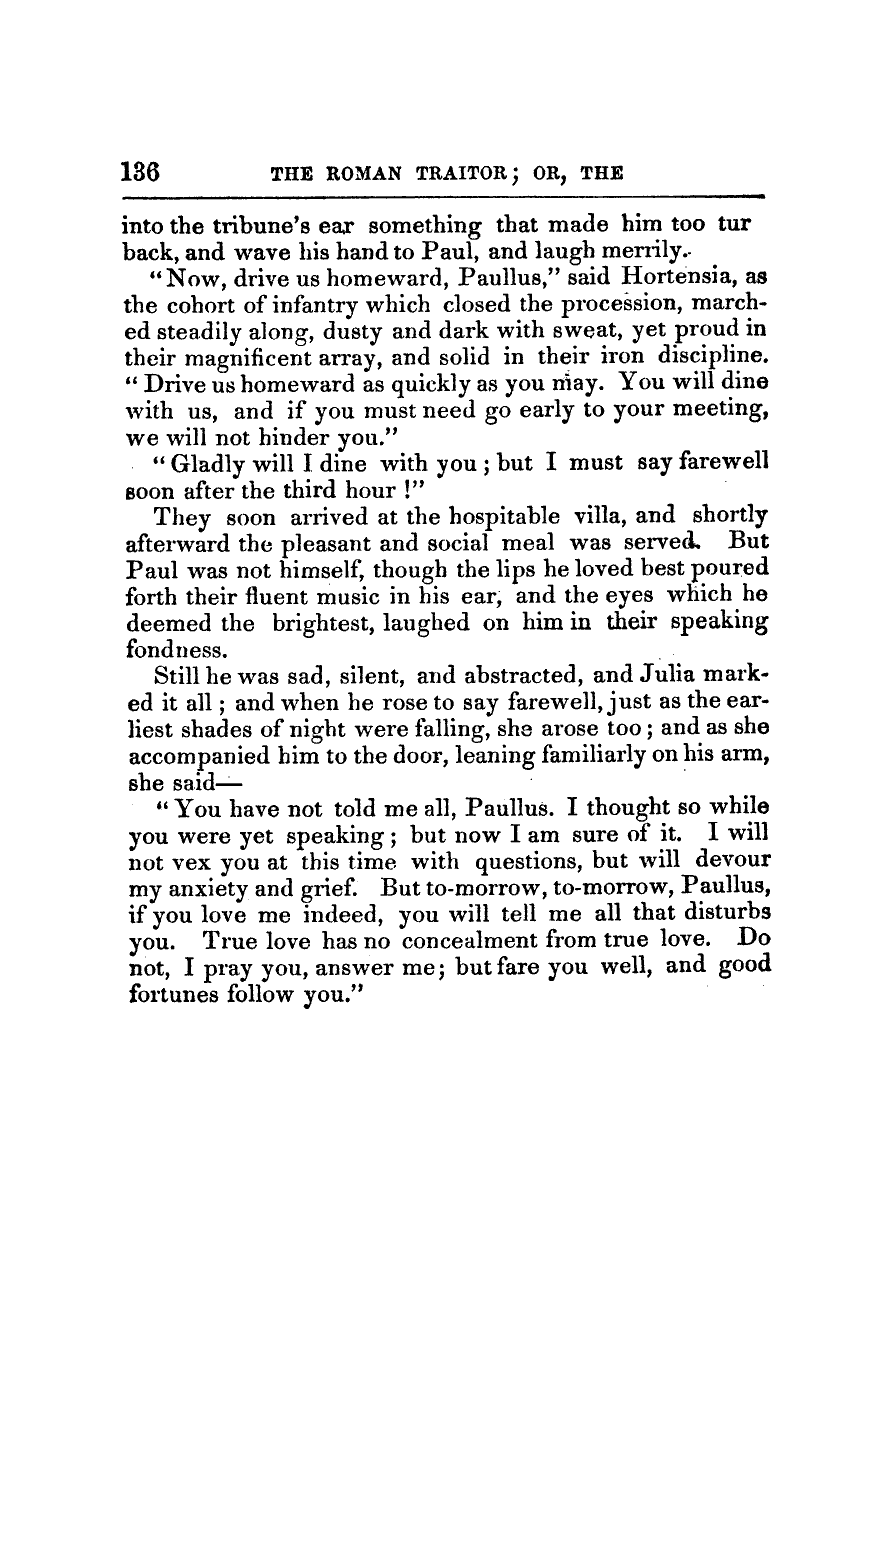 136 THE ROMAN TRAITOR; OR, THE
into the tribune's ear something that made him too tur
back, and wave his hand to Paul, and laugh merrily.
"Now, drive us homeward, Paullus," said Hortensia, as
the cohort of infantry which closed the procession, march-
ed steadily along, dusty and dark with sweat, yet proud in
their magnificent array, and solid in their iron discipline.
"Drive us homeward as quickly as you may. You will dine
with us, and if you must need go early to your meeting,
we will not hinder you."
"Gladly will I dine with you; but I must say farewell
soon after the third hour!"
They soon arrived at the hospitable villa, and shortly
afterward the pleasant and social meal was served. But
Paul was not himself, though the lips he loved best poured
forth their fluent music in his ear, and the eyes which he
deemed the brightest, laughed on him in their speaking
fondness.
Still he was sad, silent, and abstracted, and Julia mark-
ed it all; and when he rose to say farewell, just as the ear-
liest shades of night were falling, she arose too; and as she
accompanied him to the door, leaning familiarly on his arm,
she said—
"You have not told me all, Paullus. I thought so while
you were yet speaking; but now I am sure of it. I will
not vex you at this time with questions, but will devour
my anxiety and grief. But to-morrow, to-morrow, Paullus,
if you love me indeed, you will tell me all that disturbs
you. True love has no concealment from true love. Do
not, I pray you, answer me; but fare you well, and good
fortunes follow you."